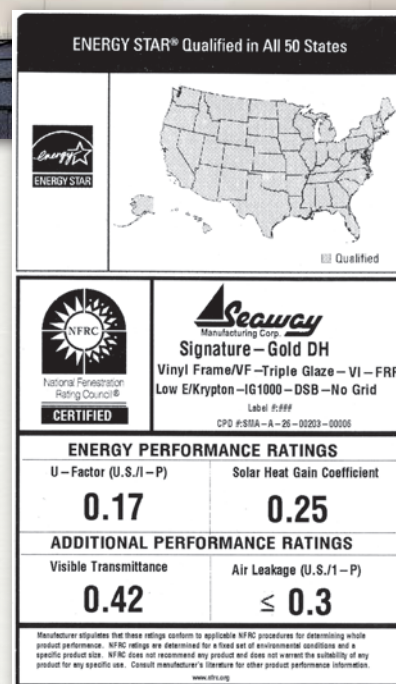 ENERGY STAR® Qualified in All 50 States
energy
ENERGY STAR
Qualified
NFRC
National Fenestration
Rating Council®
CERTIFIED
Seaway
Manufacturing Corp.
Signature – Gold DH
Vinyl Frame/VF –Triple Glaze – VI – FRF
Low E/Krypton –IG1000 – DSB –No Grid
Label #:###
CPD #:SMA – A – 26 – 00203 – 00006
ENERGY PERFORMANCE RATINGS
U – Factor (U.S./I – P)
Solar Heat Gain Coefficient
0.17
0.25
ADDITIONAL PERFORMANCE RATINGS
Visible Transmittance
Air Leakage (U.S./1 – P)
0.42
≤ 0.3
Manufacturer stipulates that these ratings conform to applicable NFRC procedures for determining whole
product performance. NFRC ratings are determined for a fixed set of environmental conditions and a
specific product size. NFRC does not recommend any product and does not warrant the suitability of any
product for any specific use. Consult manufacturer's literature for other product performance information.